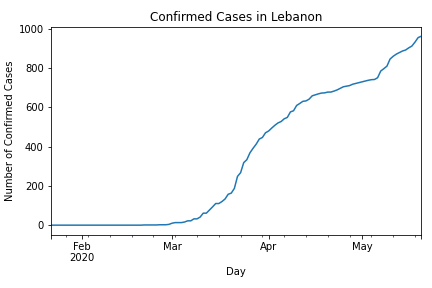 Confirmed Cases in Lebanon
1000
800
600
400
200
0
Number of Confirmed Cases
Feb
2020
Mar
Apr
May
Day